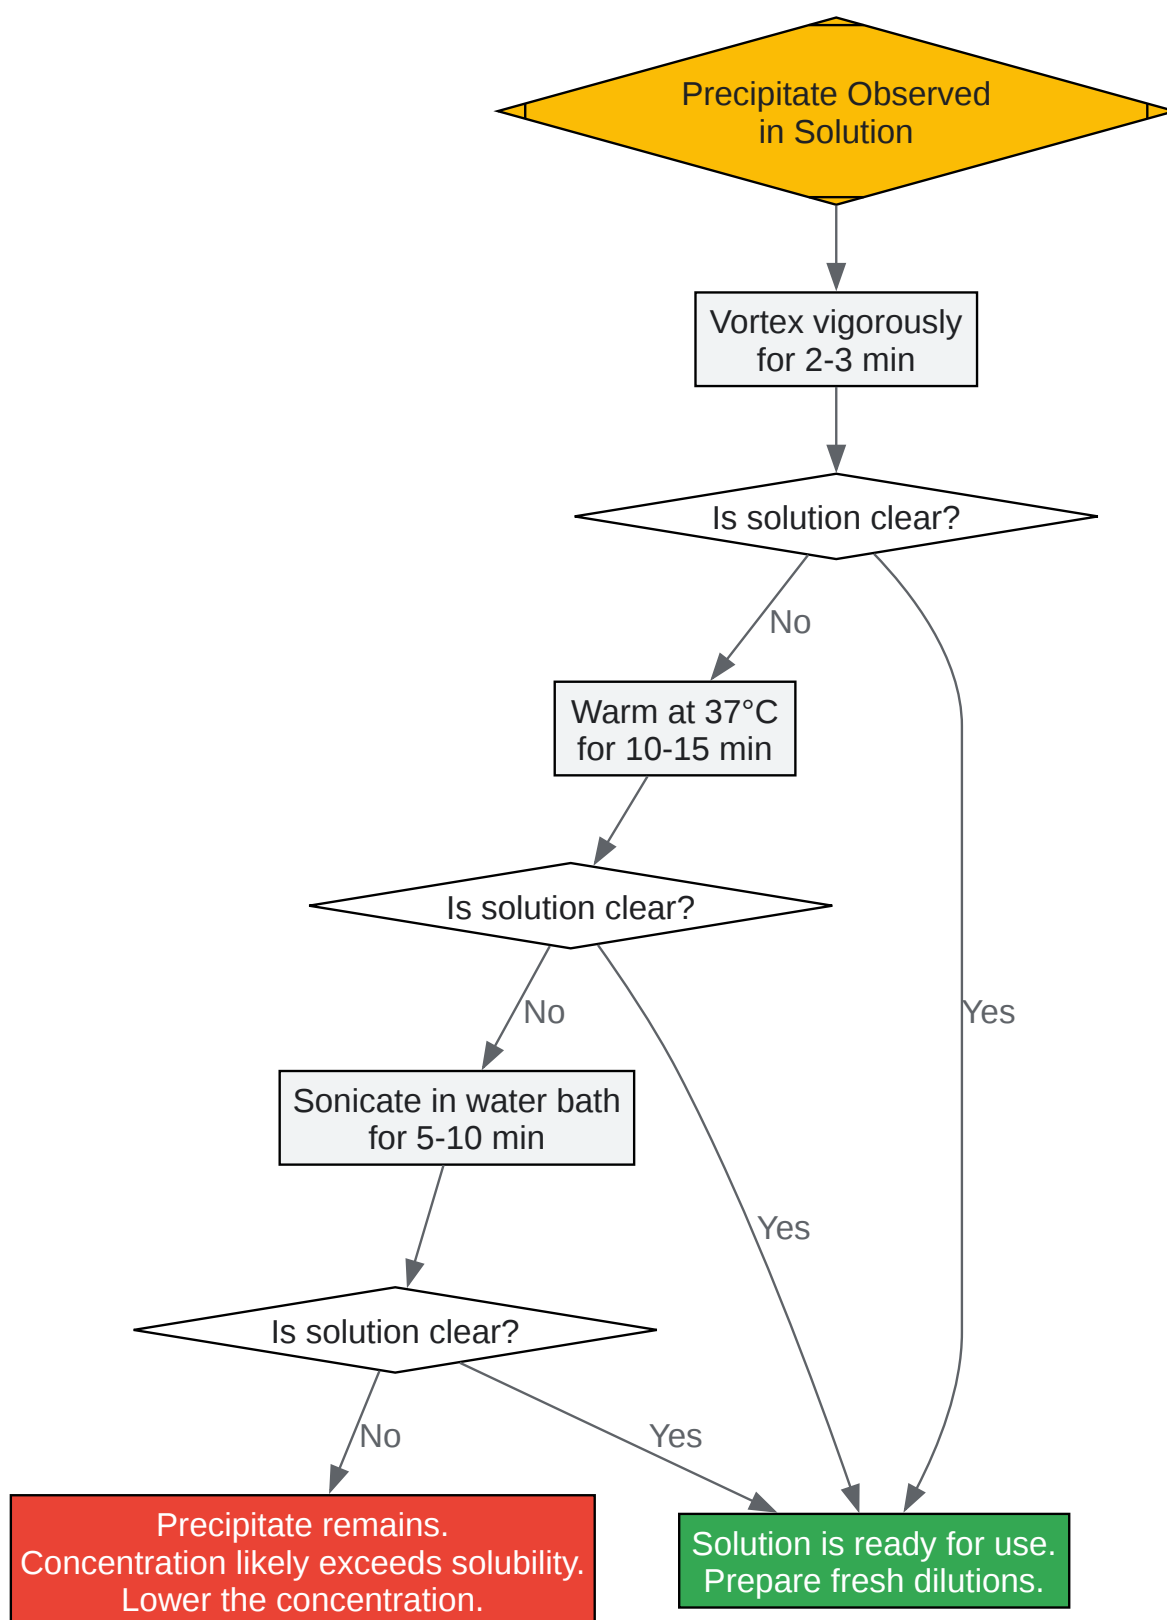 Precipitate Observed
in Solution
Vortex vigorously
for 2-3 min
Is solution clear?
No
Warm at 37°C
for 10-15 min
Is solution clear?
No
Yes
Sonicate in water bath
for 5-10 min
Yes
Is solution clear?
No
Yes
Precipitate remains.
Concentration likely exceeds solubility.
Lower the concentration.
Solution is ready for use.
Prepare fresh dilutions.